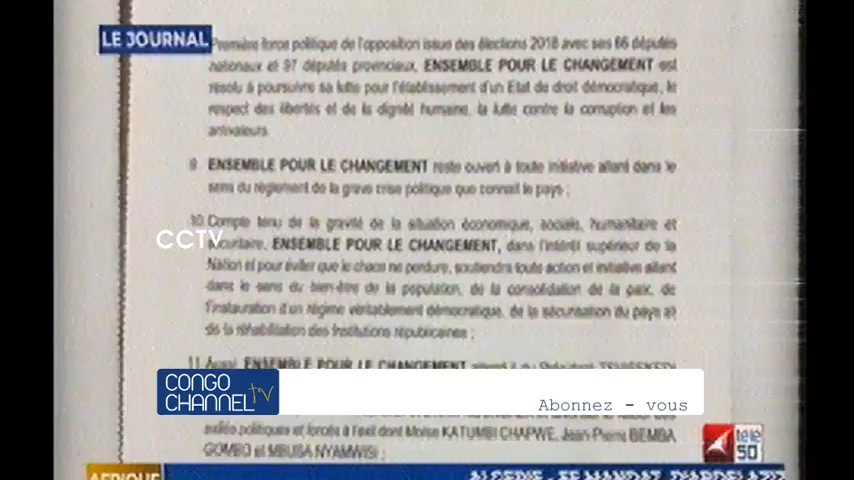 LE JOURNAL
Première force politique de l'opposition issue des élections 2018 avec ses 66 députés
nationaux et 97 députés provinciaux, ENSEMBLE POUR LE CHANGEMENT est
résolu à poursuivre sa lutte pour l'établissement d'un Etat de droit démocratique, le
respect des libertés et de la dignité humaine, la lutte contre la corruption et les
antivaleurs.
9. ENSEMBLE POUR LE CHANGEMENT reste ouvert à toute initiative allant dans le
sens du règlement de la grave crise politique que connait le pays ;
10. Compte tenu de la gravité de la situation économique, sociale, humanitaire et
CCTV
sécuritaire, ENSEMBLE POUR LE CHANGEMENT, dans l'intérêt supérieur de la
Nation et pour éviter que le chaos ne perdure, soutiendra toute action et initiative allant
dans le sens du bien-être de la population, de la consolidation de la paix, de
l'instauration d'un régime véritablement démocratique, de la sécurisation du pays et
de la réhabilitation des Institutions républicaines ;
11. Aussi, ENSEMBLE POUR LE CHANGEMENT attend-il du Président TSHISEKEDI
CONGO
CHANNEL TV
Abonnez - vous
exilés politiques et forcés à l'exil dont Moïse KATUMBI CHAPWE, Jean-Pierre BEMBA
GOMBO et MBUSA NYAMWISI ;
télé
50
AFRIQUE